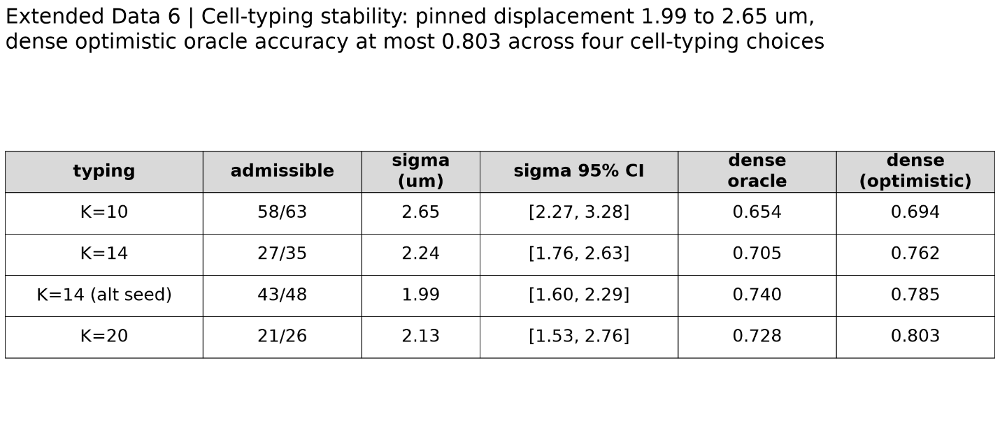 Extended Data 6 | Cell-typing stability: pinned displacement 1.99 to 2.65 um,
dense optimistic oracle accuracy at most 0.803 across four cell-typing choices
typing admissible sigma (um) sigma 95% CI dense oracle dense (optimistic)
K=10 58/63 2.65 [2.27, 3.28] 0.654 0.694
K=14 27/35 2.24 [1.76, 2.63] 0.705 0.762
K=14 (alt seed) 43/48 1.99 [1.60, 2.29] 0.740 0.785
K=20 21/26 2.13 [1.53, 2.76] 0.728 0.803